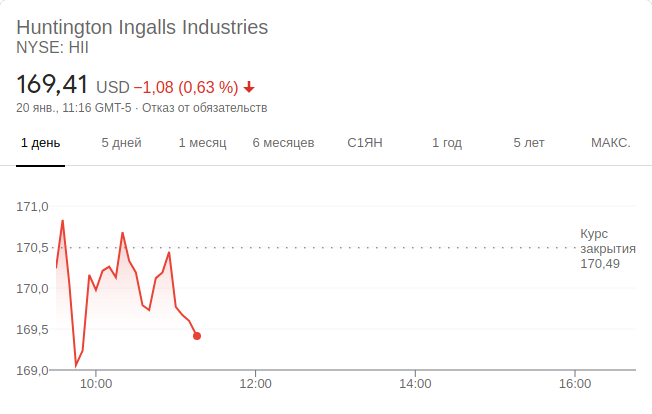 Huntington Ingalls Industries
NYSE: HII
169,41 USD −1,08 (0,63 %)
20 янв., 11:16 GMT-5 · Отказ от обязательств
1 день 5 дней 1 месяц 6 месяцев С1ЯН 1 год 5 лет МАКС.
171,0
170,5
170,0
169,5
169,0
Курс
закрытия
170,49
10:00 12:00 14:00 16:00